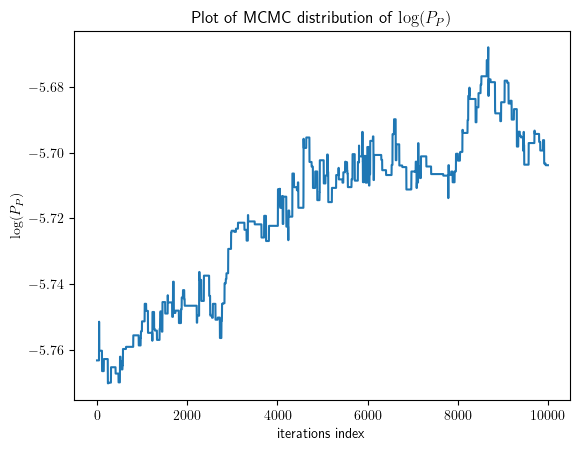 Plot of MCMC distribution of log(P_P)
−5.68
−5.70
−5.72
−5.74
−5.76
log(P_P)
0 2000 4000 6000 8000 10000
iterations index